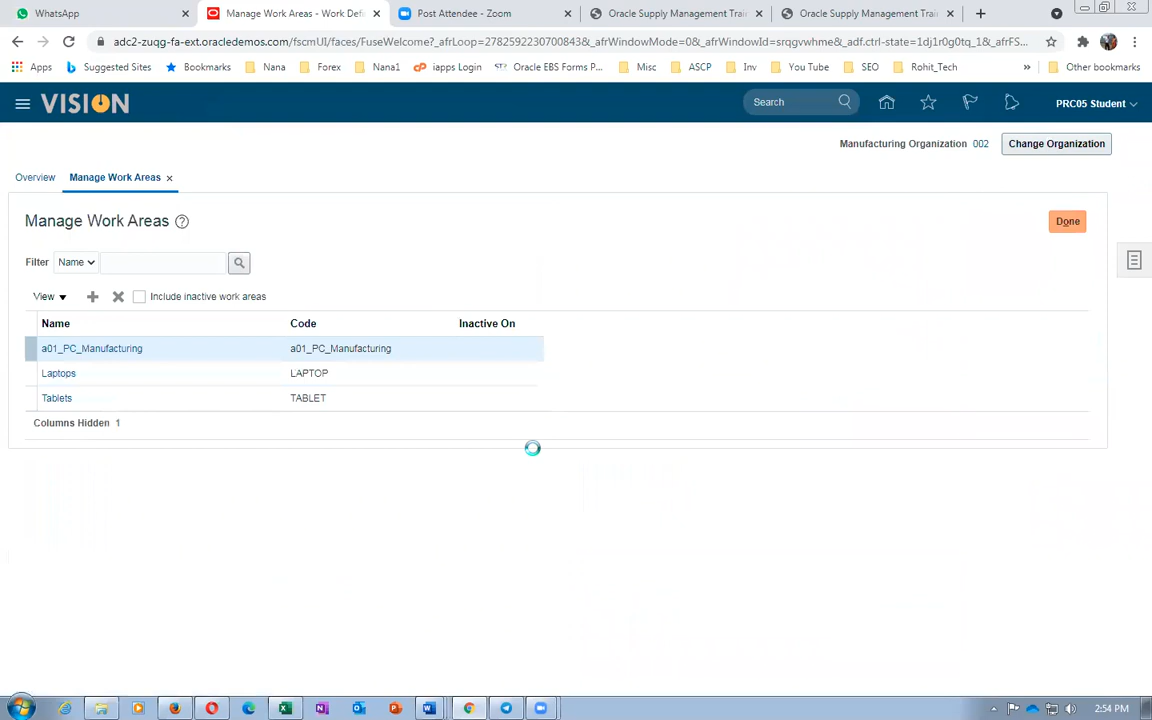 WhatsApp
Manage Work Areas - Work Defi
Post Attendee - Zoom
Oracle Supply Management Train
Oracle Supply Management Train
adc2-zuqg-fa-ext.oracledemos.com/fscmUI/faces/FuseWelcome?_afrLoop=27825922307008438&_afrWindowMode=0&_afrWindowId=srqgvwhme&_adf.ctrl-state=1dj1r0g0tq_1&_afrFS...
Apps
Suggested Sites
Bookmarks
Nana
Forex
Nana1
iapps Login
Oracle EBS Forms P...
Misc
ASCP
Inv
You Tube
SEO
Rohit_Tech
»
Other bookmarks
VISION
Search
PRC05 Student
Manufacturing Organization 002
Change Organization
Overview
Manage Work Areas
Manage Work Areas
Done
Filter Name
View
Include inactive work areas
Name Code Inactive On
a01_PC_Manufacturing a01_PC_Manufacturing
Laptops LAPTOP
Tablets TABLET
Columns Hidden 1
2:54 PM